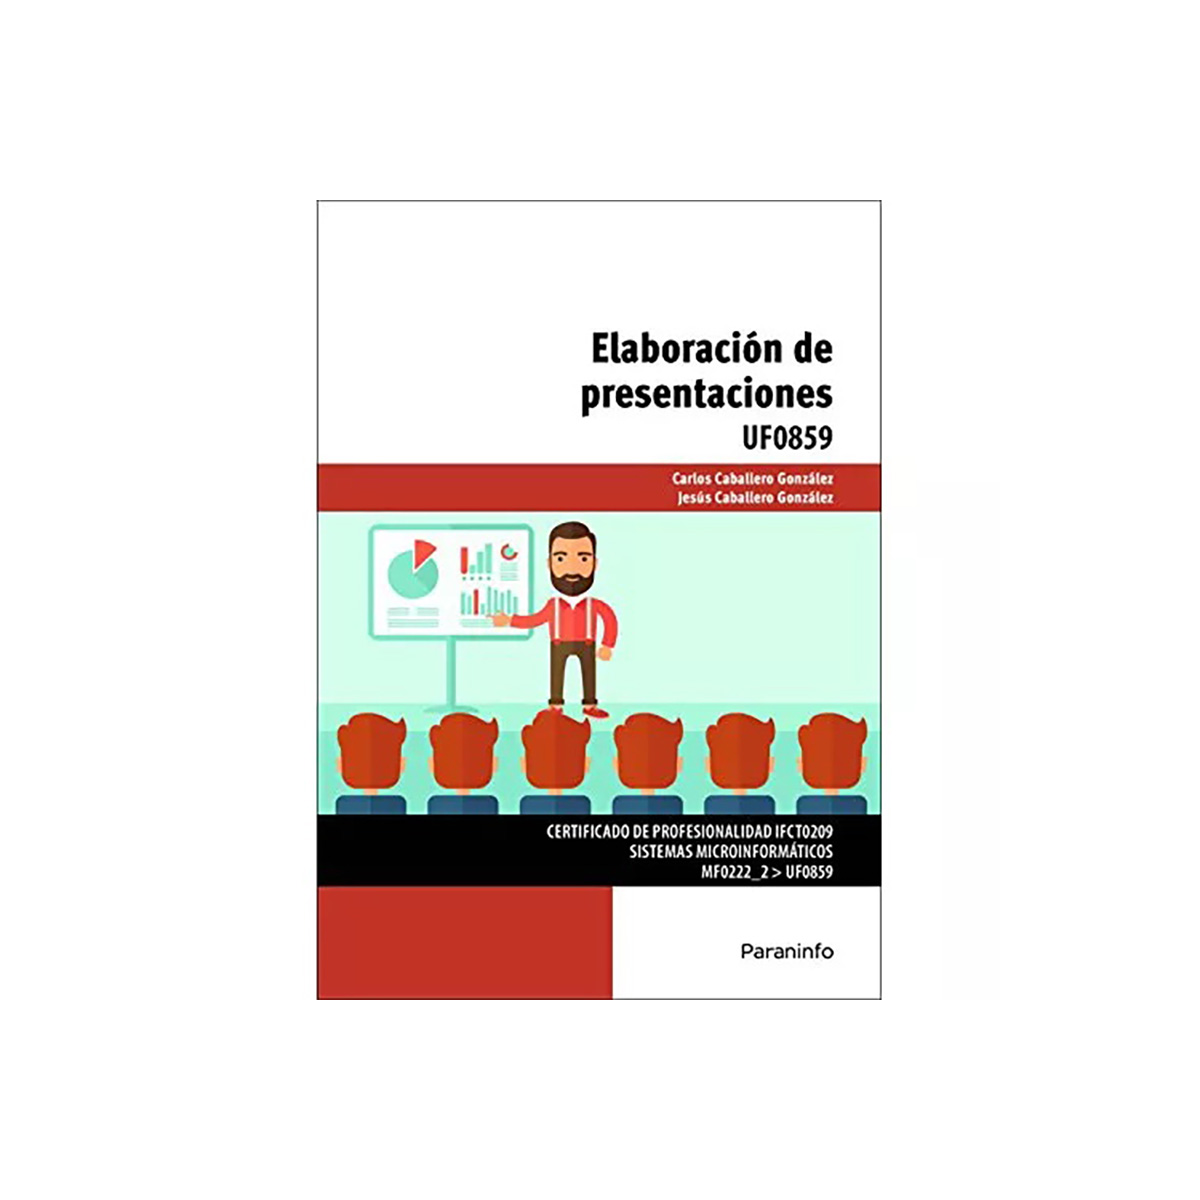 Elaboración de
presentaciones
UF0859
Carlos Caballero González
Jesús Caballero González
CERTIFICADO DE PROFESIONALIDAD IFCT0209
SISTEMAS MICROINFORMÁTICOS
MF0222_2 > UF0859
Paraninfo